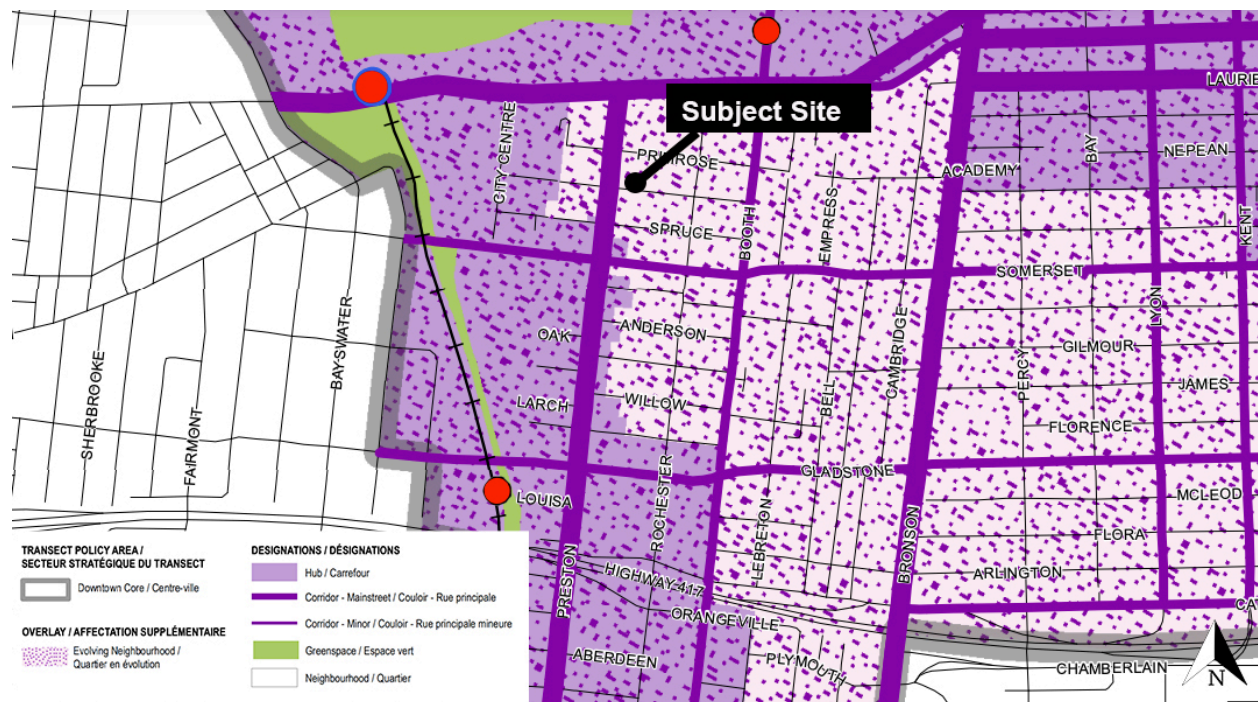 Subject Site
LAURIE
CITY CENTRE
PRIMROSE
ACADEMY
BAY
NEPEAN
KENT
SPRUCE
BOOTH
EMPRESS
SOMERSET
LYON
BAYSWATER
OAK
ANDERSON
CAMBRIDGE
PERCY
GILMOUR
SHERBROOKE
FAIRMONT
LARCH
WILLOW
BELL
JAMES
FLORENCE
ROCHESTER
GLADSTONE
LOUISA
MCLEOD
LEBRETON
FLORA
PRESTON
BRONSON
HIGHWAY 417
ARLINGTON
ORANGEVILLE
CA
ABERDEEN
PLYMOUTH
CHAMBERLAIN
N
TRANSECT POLICY AREA /
SECTEUR STRATÉGIQUE DU TRANSECT
Downtown Core / Centre-ville
OVERLAY / AFFECTATION SUPPLÉMENTAIRE
Evolving Neighbourhood /
Quartier en évolution
DESIGNATIONS / DÉSIGNATIONS
Hub / Carrefour
Corridor - Mainstreet / Couloir - Rue principale
Corridor - Minor / Couloir - Rue principale mineure
Greenspace / Espace vert
Neighbourhood / Quartier